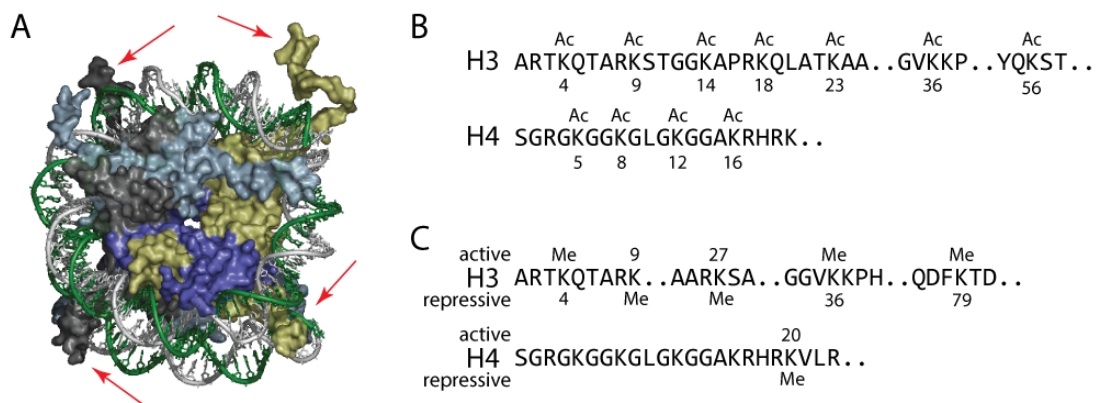 A
B
Ac Ac Ac Ac Ac Ac Ac
H3 ARTKQTARKSTGGKAPRKQLATKAA..GVKKP..YQKST..
4 9 14 18 23 36 56
Ac Ac Ac Ac
H4 SGRGKGGKGLGKGGAKRHRK..
5 8 12 16
C
active Me 9 27 Me Me
H3 ARTKQTARK..AARKSA..GGVKKPH..QDFKTD..
repressive 4 Me Me 36 79
active 20
H4 SGRGKGGKGLGKGGAKRHRKVLR..
repressive Me